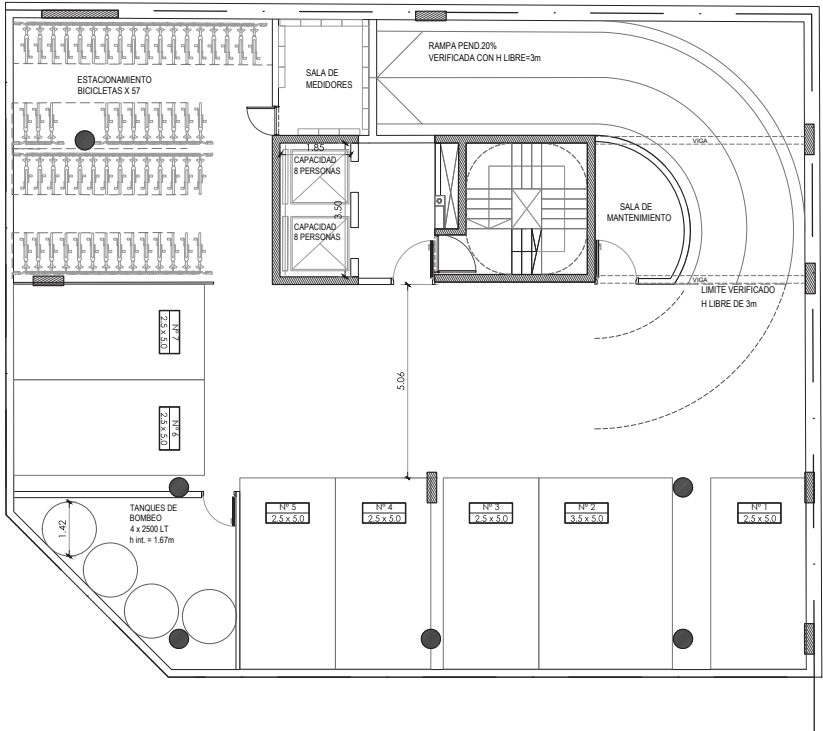 RAMPA PEND.20%
VERIFICADA CON H LIBRE=3m
ESTACIONAMIENTO
BICICLETAS X 57
SALA DE
MEDIDORES
VIGA
1.85
CAPACIDAD
8 PERSONAS
3.50
CAPACIDAD
8 PERSONAS
SALA DE
MANTENIMIENTO
VIGA
LIMITE VERIFICADO
H LIBRE DE 3m
Nº 7
2.5 x 5.0
5.06
Nº 6
2.5 x 5.0
TANQUES DE
BOMBEO
4 x 2500 LT
h int. = 1.67m
1.42
Nº 5
2.5 x 5.0
Nº 4
2.5 x 5.0
Nº 3
2.5 x 5.0
Nº 2
3.5 x 5.0
Nº 1
2.5 x 5.0